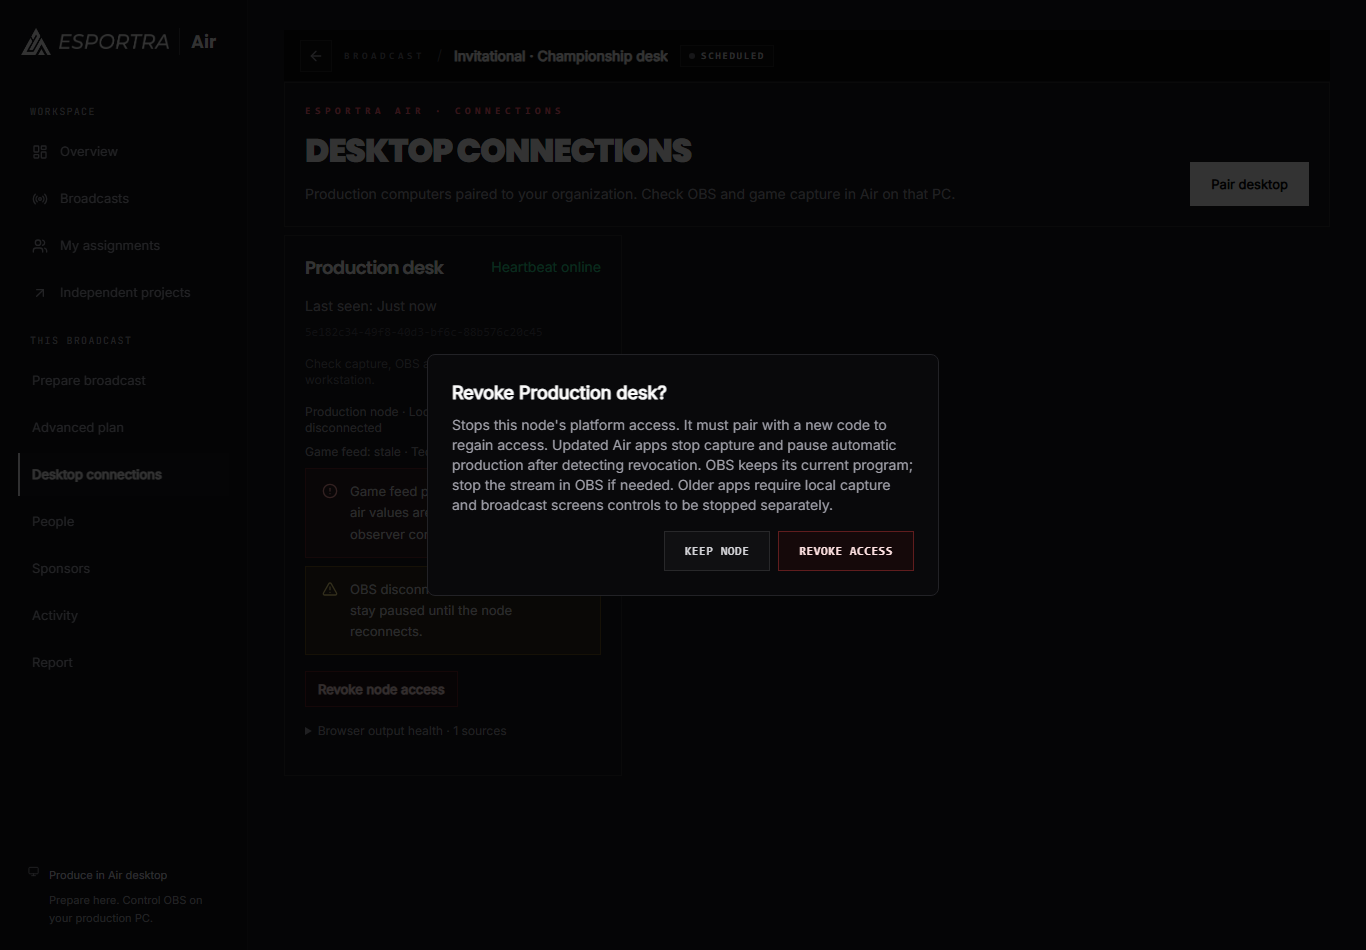 ESPORTRA Air
WORKSPACE
Overview
Broadcasts
My assignments
Independent projects
THIS BROADCAST
Prepare broadcast
Advanced plan
Desktop connections
People
Sponsors
Activity
Report
Produce in Air desktop
Prepare here. Control OBS on
your production PC.
BROADCAST / Invitational · Championship desk SCHEDULED
ESPORTRA AIR · CONNECTIONS
DESKTOP CONNECTIONS
Production computers paired to your organization. Check OBS and game capture in Air on that PC.
Pair desktop
Production desk Heartbeat online
Last seen: Just now
Check capture, OBS
workstation.
Production node · Loc
disconnected
Game feed: stale · Te
Game feed p
air values are
observer con
OBS disconn
stay paused until the node
reconnects.
Revoke node access
Browser output health · 1 sources
Revoke Production desk?
Stops this node's platform access. It must pair with a new code to
regain access. Updated Air apps stop capture and pause automatic
production after detecting revocation. OBS keeps its current program;
stop the stream in OBS if needed. Older apps require local capture
and broadcast screens controls to be stopped separately.
KEEP NODE
REVOKE ACCESS